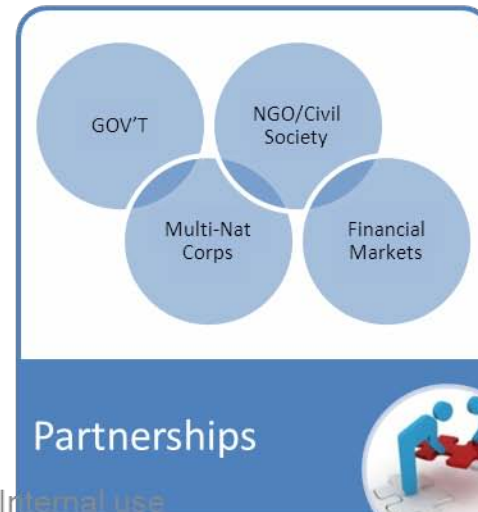 GOV'T
NGO/Civil
Society
Multi-Nat
Corps
Financial
Markets
Partnerships
Internal use